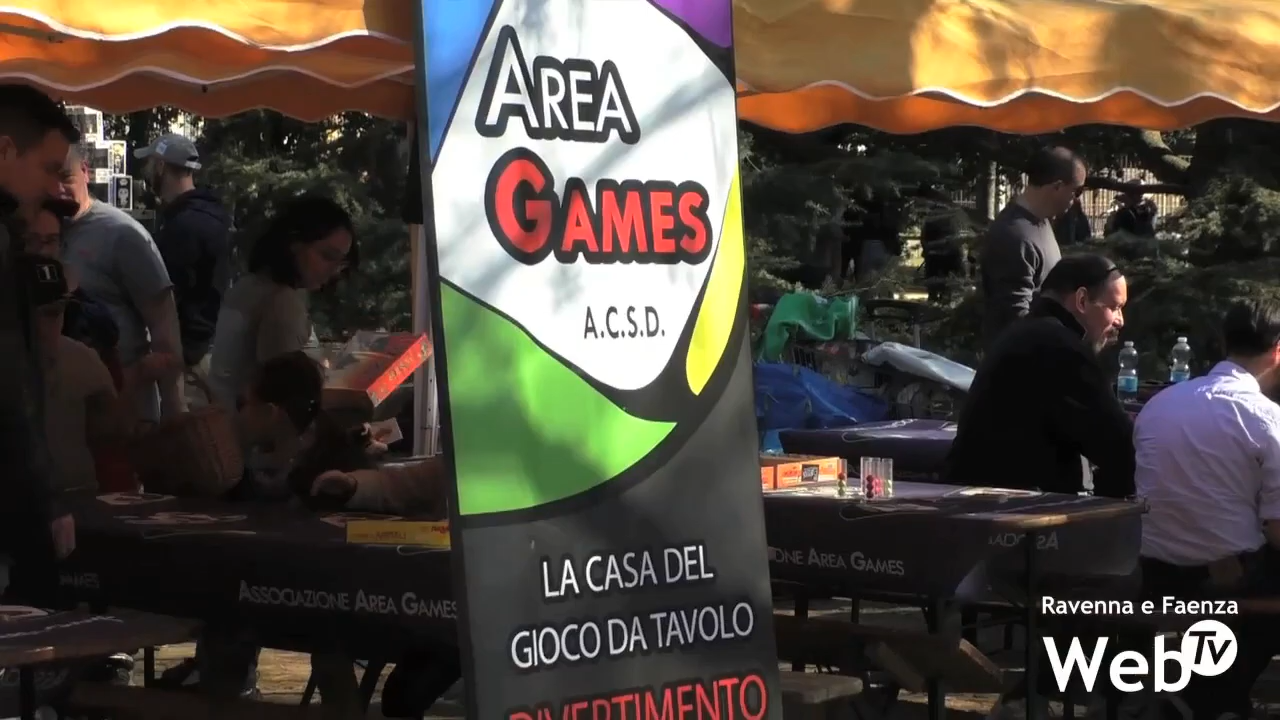 AREA
GAMES
A.C.S.D.
LA CASA DEL
GIOCO DA TAVOLO
DIVERTIMENTO
ASSOCIAZIONE AREA GAMES
ONE AREA GAMES
Ravenna e Faenza
WebTv